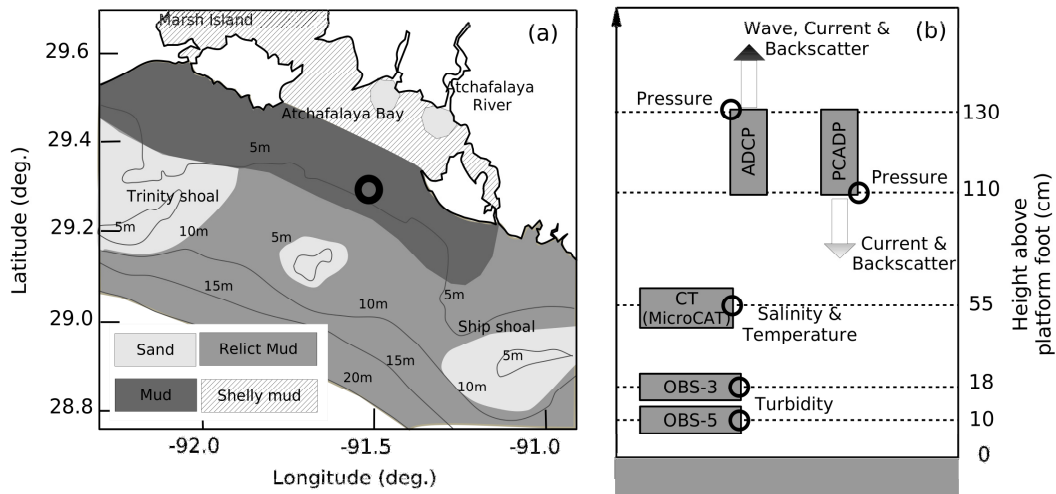 Marsh Island
(a)
29.6
Atchafalaya
River
Atchafalaya Bay
29.4
5m
Trinity shoal
5m
10m
29.2
5m
15m
10m
5m
29.0
Ship shoal
5m
15m
20m
10m
28.8
Sand
Relict Mud
Mud
Shelly mud
-92.0
-91.5
-91.0
Longitude (deg.)
Latitude (deg.)
Wave, Current &
Backscatter
(b)
Pressure
130
ADCP
PCADP
Pressure
110
Current &
Backscatter
CT
(MicroCAT)
Salinity &
Temperature
55
OBS-3
18
Turbidity
OBS-5
10
0
Height above
platform foot (cm)